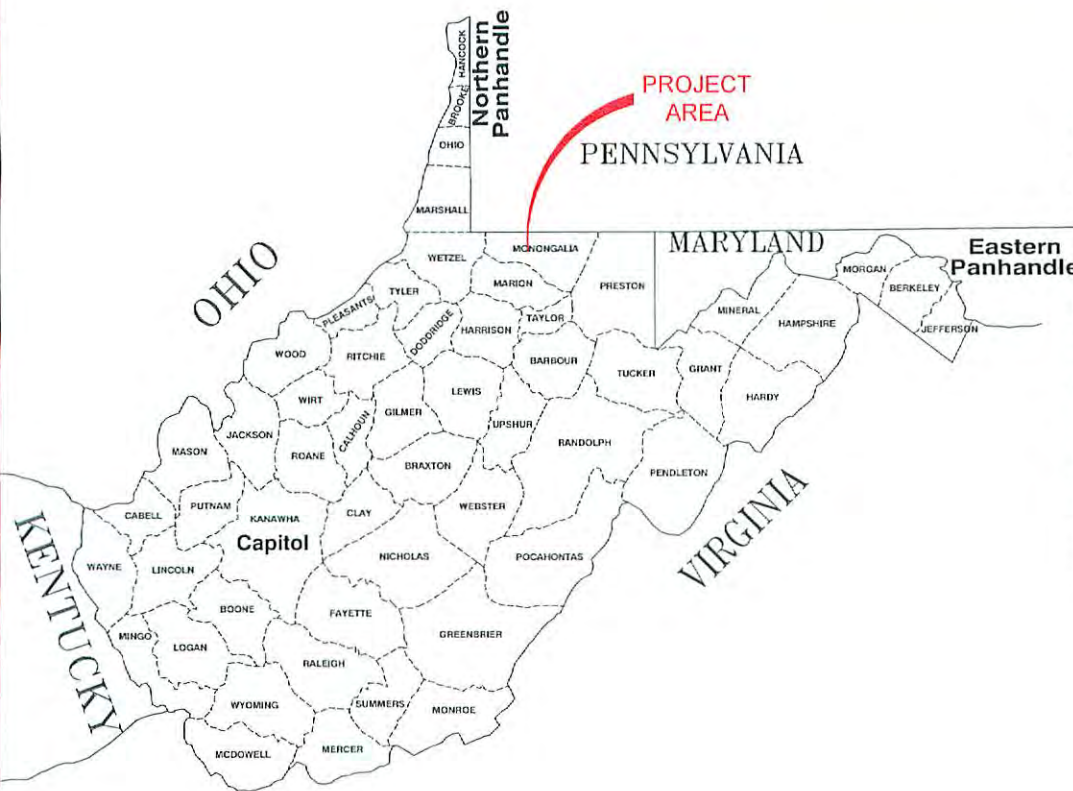 HANCOCK
BROOKE
Northern
Panhandle
OHIO
MARSHALL
PROJECT
AREA
PENNSYLVANIA
OHIO
WETZEL
MONONGALIA
MARYLAND
Eastern
Panhandle
MORGAN
BERKELEY
JEFFERSON
MARION
PRESTON
TYLER
PLEASANTS
DODDRIDGE
HARRISON
TAYLOR
MINERAL
HAMPSHIRE
WOOD
RITCHIE
BARBOUR
TUCKER
GRANT
HARDY
WIRT
CALHOUN
GILMER
LEWIS
UPSHUR
RANDOLPH
PENDLETON
MASON
JACKSON
ROANE
BRAXTON
WEBSTER
VIRGINIA
CABELL
PUTNAM
KANAWHA
Capitol
CLAY
NICHOLAS
POCAHONTAS
KENTUCKY
WAYNE
LINCOLN
BOONE
FAYETTE
GREENBRIER
MINGO
LOGAN
RALEIGH
WYOMING
SUMMERS
MONROE
MCDOWELL
MERCER